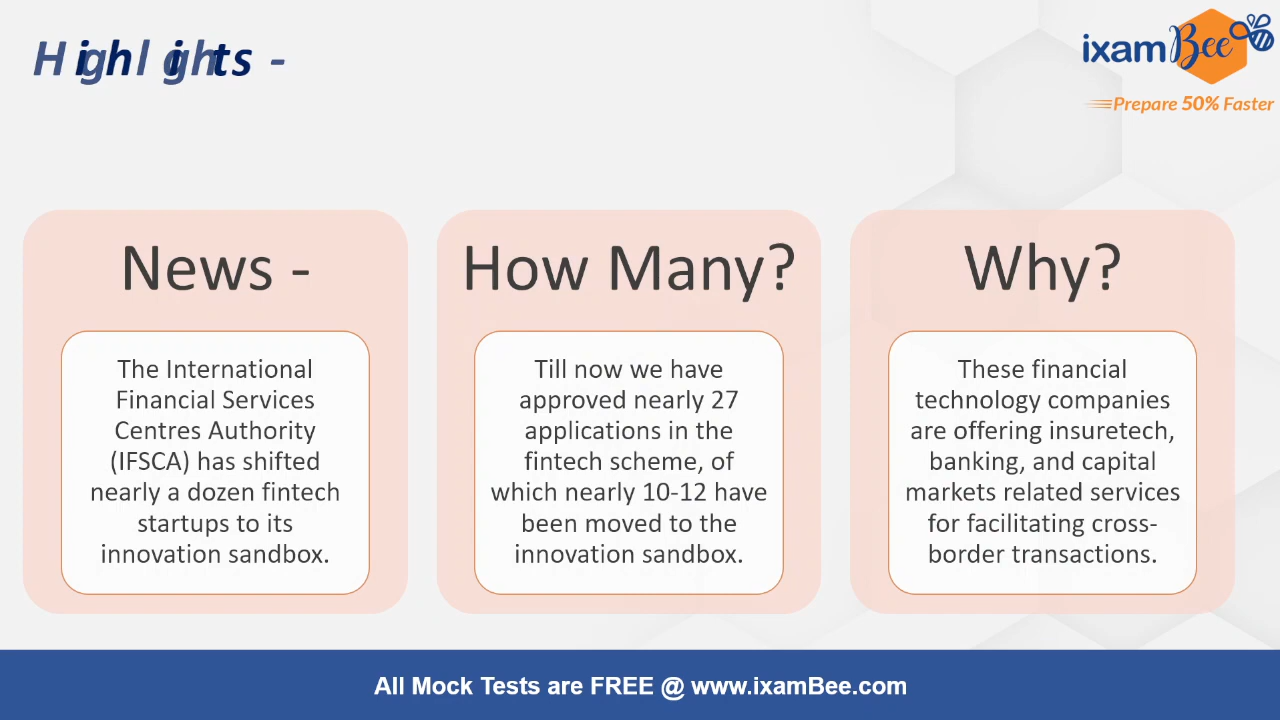 Highlights -
ixamBee
Prepare 50% Faster
News -
The International
Financial Services
Centres Authority
(IFSCA) has shifted
nearly a dozen fintech
startups to its
innovation sandbox.
How Many?
Till now we have
approved nearly 27
applications in the
fintech scheme, of
which nearly 10-12 have
been moved to the
innovation sandbox.
Why?
These financial
technology companies
are offering insuretech,
banking, and capital
markets related services
for facilitating cross-
border transactions.
All Mock Tests are FREE @ www.ixamBee.com